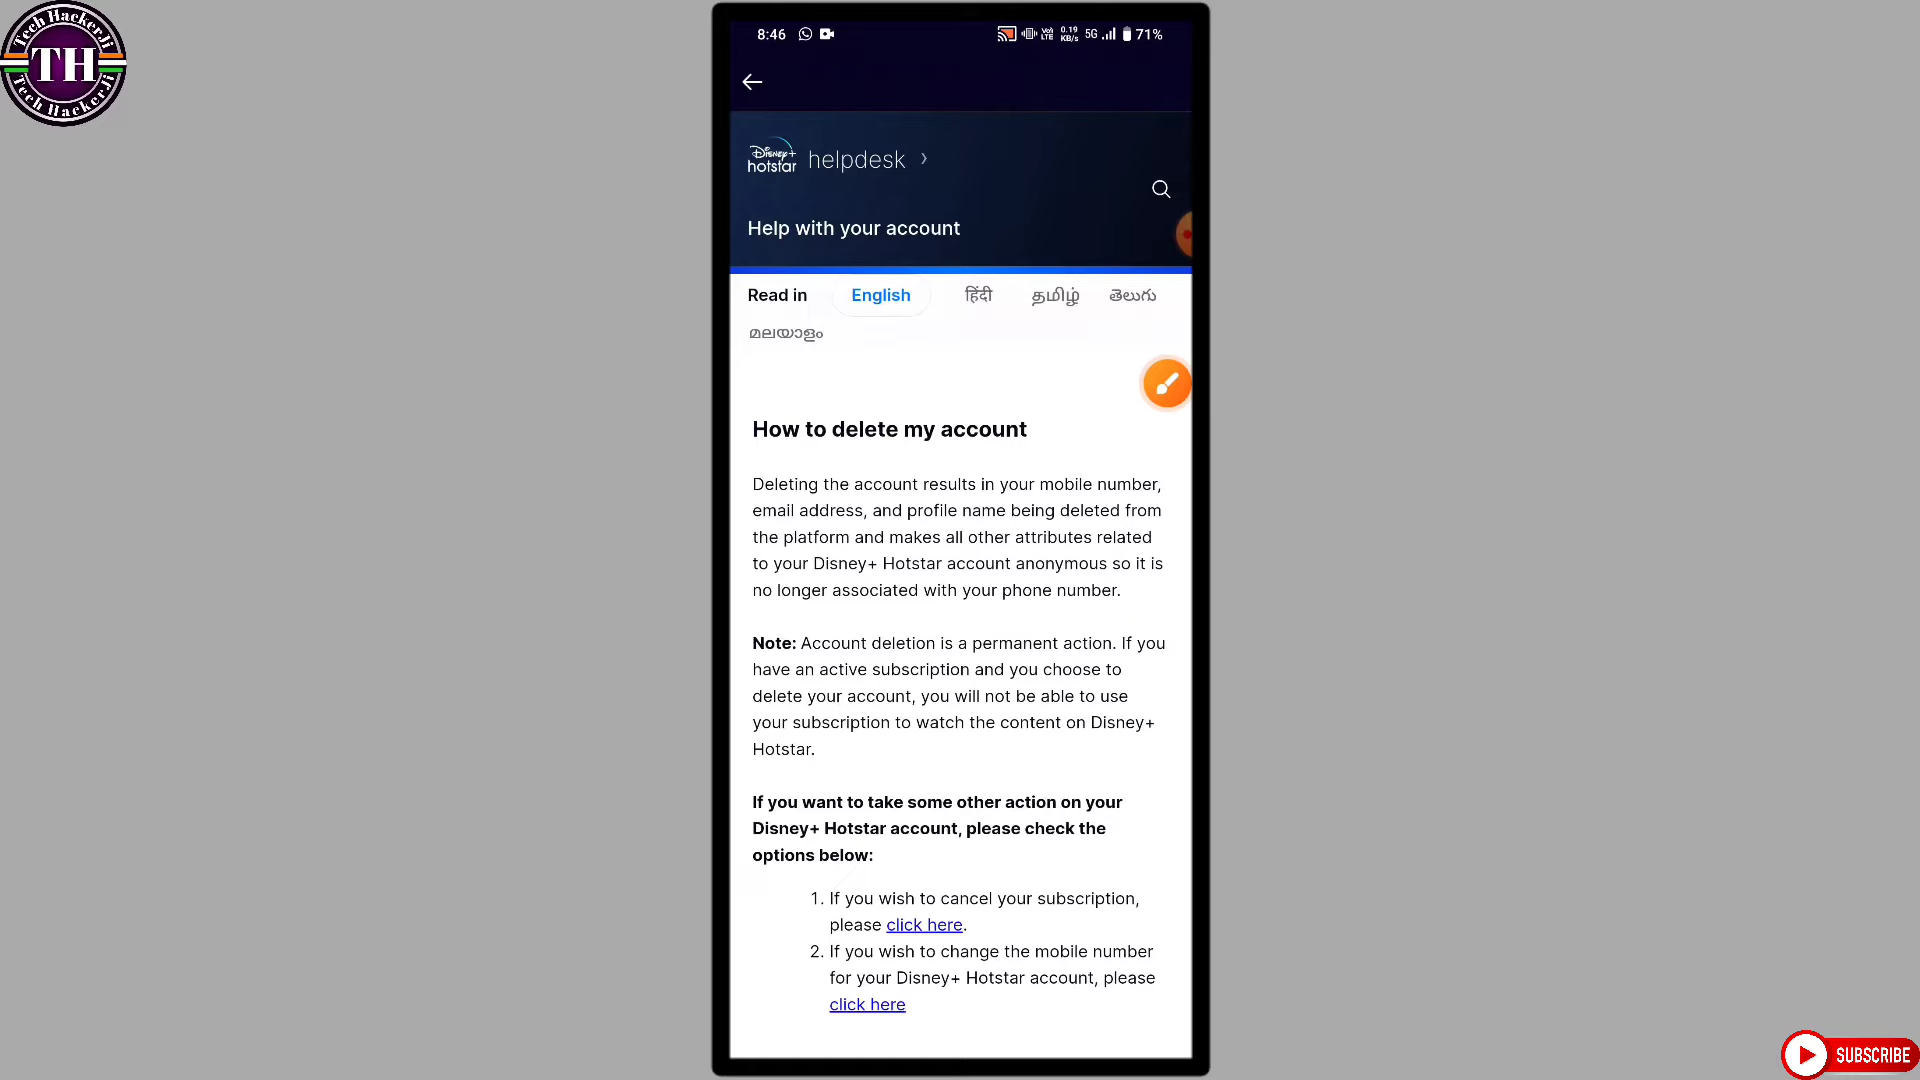 Tech HackerJi
TH
Tech HackerJi
8:46
Vo)
LTE
0.19
KB/s
5G
71%
Disney+
hotstar
helpdesk ›
Help with your account
Read in English हिंदी தமிழ் తెలుగు
മലയാളം
How to delete my account
Deleting the account results in your mobile number,
email address, and profile name being deleted from
the platform and makes all other attributes related
to your Disney+ Hotstar account anonymous so it is
no longer associated with your phone number.
Note: Account deletion is a permanent action. If you
have an active subscription and you choose to
delete your account, you will not be able to use
your subscription to watch the content on Disney+
Hotstar.
If you want to take some other action on your
Disney+ Hotstar account, please check the
options below:
1. If you wish to cancel your subscription,
please click here.
2. If you wish to change the mobile number
for your Disney+ Hotstar account, please
click here
SUBSCRIBE